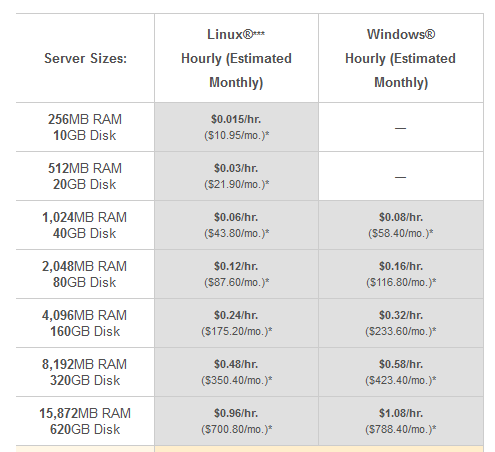 Server Sizes:
Linux®***
Hourly (Estimated
Monthly)
Windows®
Hourly (Estimated
Monthly)
256MB RAM
10GB Disk
$0.015/hr.
($10.95/mo.)*
—
512MB RAM
20GB Disk
$0.03/hr.
($21.90/mo.)*
—
1,024MB RAM
40GB Disk
$0.06/hr.
($43.80/mo.)*
$0.08/hr.
($58.40/mo.)*
2,048MB RAM
80GB Disk
$0.12/hr.
($87.60/mo.)*
$0.16/hr.
($116.80/mo.)*
4,096MB RAM
160GB Disk
$0.24/hr.
($175.20/mo.)*
$0.32/hr.
($233.60/mo.)*
8,192MB RAM
320GB Disk
$0.48/hr.
($350.40/mo.)*
$0.58/hr.
($423.40/mo.)*
15,872MB RAM
620GB Disk
$0.96/hr.
($700.80/mo.)*
$1.08/hr.
($788.40/mo.)*